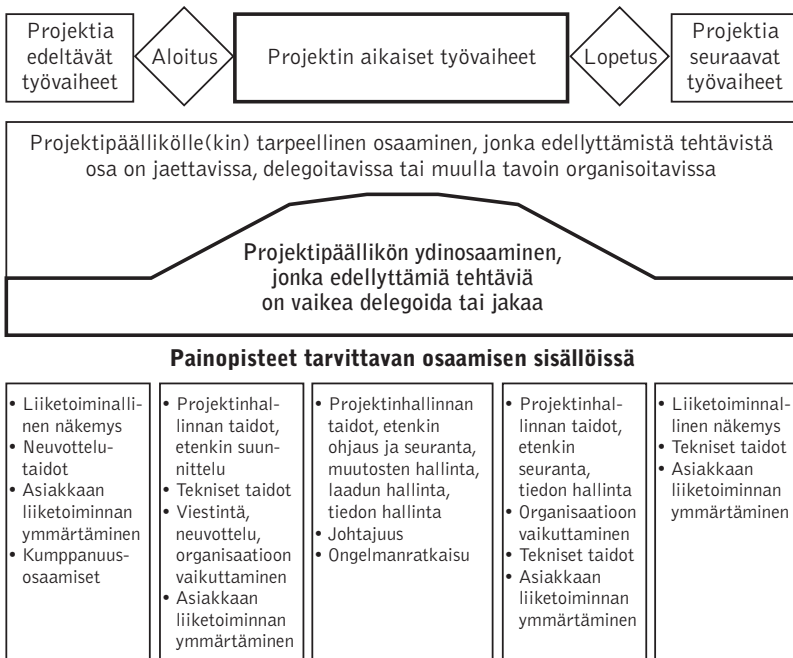 Projektia
edeltävät
työvaiheet
Aloitus
Projektin aikaiset työvaiheet
Lopetus
Projektia
seuraavat
työvaiheet
Projektipäällikölle(kin) tarpeellinen osaaminen, jonka edellyttämistä tehtävistä
osa on jaettavissa, delegoitavissa tai muulla tavoin organisoitavissa
Projektipäällikön ydinosaaminen,
jonka edellyttämiä tehtäviä
on vaikea delegoida tai jakaa
Painopisteet tarvittavan osaamisen sisällöissä
• Liiketoiminalli-
nen näkemys
• Neuvottelu-
taidot
• Asiakkaan
liiketoiminnan
ymmärtäminen
• Kumppanuus-
osaamiset
• Projektinhal-
linnan taidot,
etenkin suun-
nittelu
• Tekniset taidot
• Viestintä,
neuvottelu,
organisaatioon
vaikuttaminen
• Asiakkaan
liiketoiminnan
ymmärtäminen
• Projektinhallinnan
taidot, etenkin
ohjaus ja seuranta,
muutosten hallinta,
laadun hallinta,
tiedon hallinta
• Johtajuus
• Ongelmanratkaisu
• Projektinhal-
linnan taidot,
etenkin
seuranta,
tiedon hallinta
• Organisaatioon
vaikuttaminen
• Tekniset taidot
• Asiakkaan
liiketoiminnan
ymmärtäminen
• Liiketoiminnal-
linen näkemys
• Tekniset taidot
• Asiakkaan
liiketoiminnan
ymmärtäminen